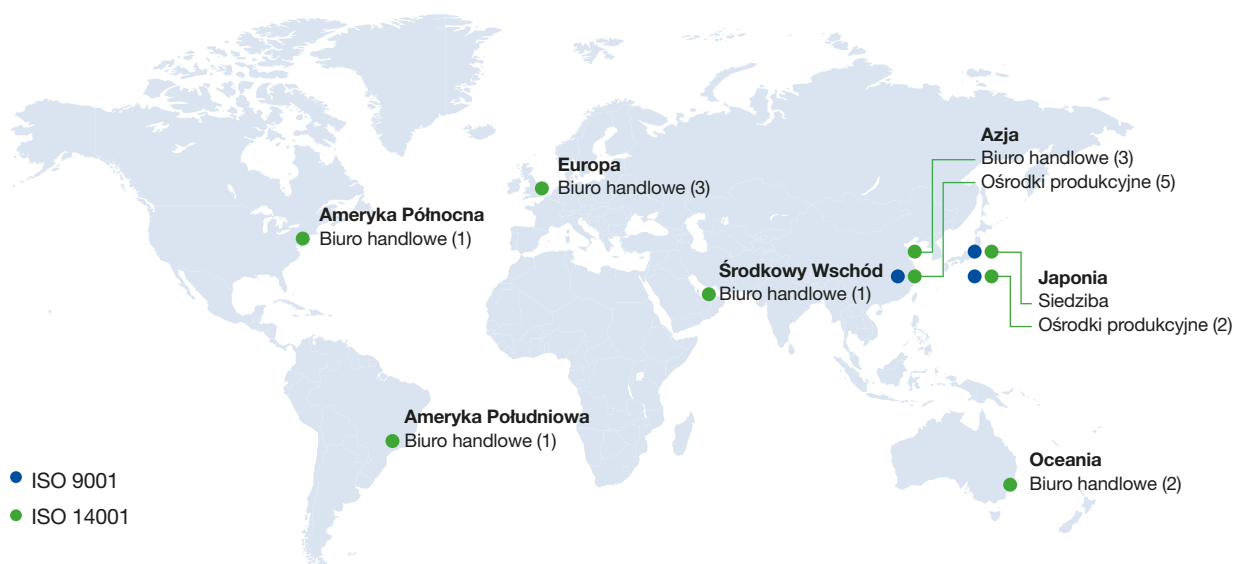 Azja
Biuro handlowe (3)
Ośrodki produkcyjne (5)
Europa
Biuro handlowe (3)
Ameryka Północna
Biuro handlowe (1)
Środkowy Wschód
Biuro handlowe (1)
Japonia
Siedziba
Ośrodki produkcyjne (2)
Ameryka Południowa
Biuro handlowe (1)
Oceania
Biuro handlowe (2)
ISO 9001
ISO 14001